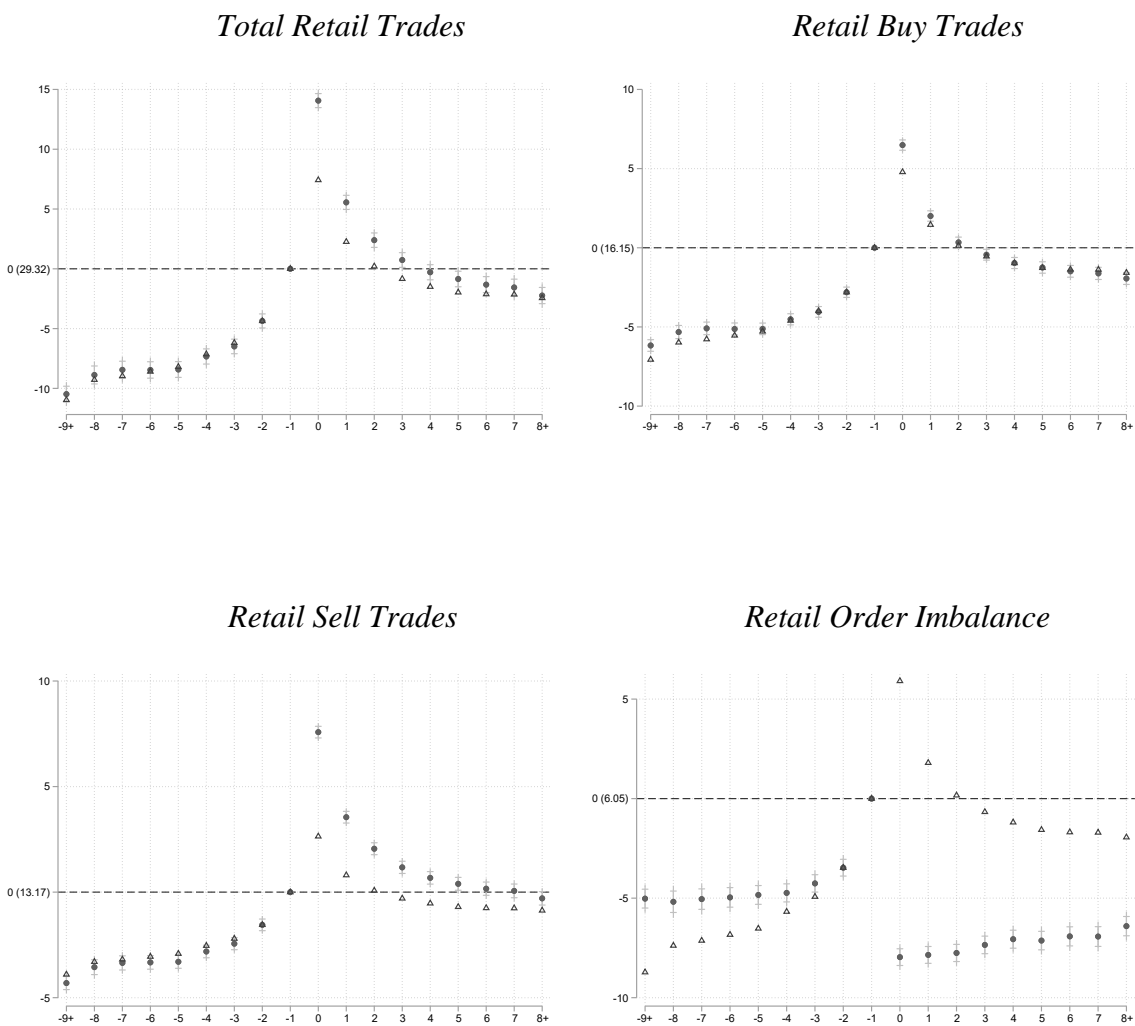 Total Retail Trades
15
10
5
0 (29.32)
-5
-10
-9+ -8 -7 -6 -5 -4 -3 -2 -1 0 1 2 3 4 5 6 7 8+
Retail Buy Trades
10
5
0 (16.15)
-5
-10
-9+ -8 -7 -6 -5 -4 -3 -2 -1 0 1 2 3 4 5 6 7 8+
Retail Sell Trades
10
5
0 (13.17)
-5
-9+ -8 -7 -6 -5 -4 -3 -2 -1 0 1 2 3 4 5 6 7 8+
Retail Order Imbalance
5
0 (6.05)
-5
-10
-9+ -8 -7 -6 -5 -4 -3 -2 -1 0 1 2 3 4 5 6 7 8+